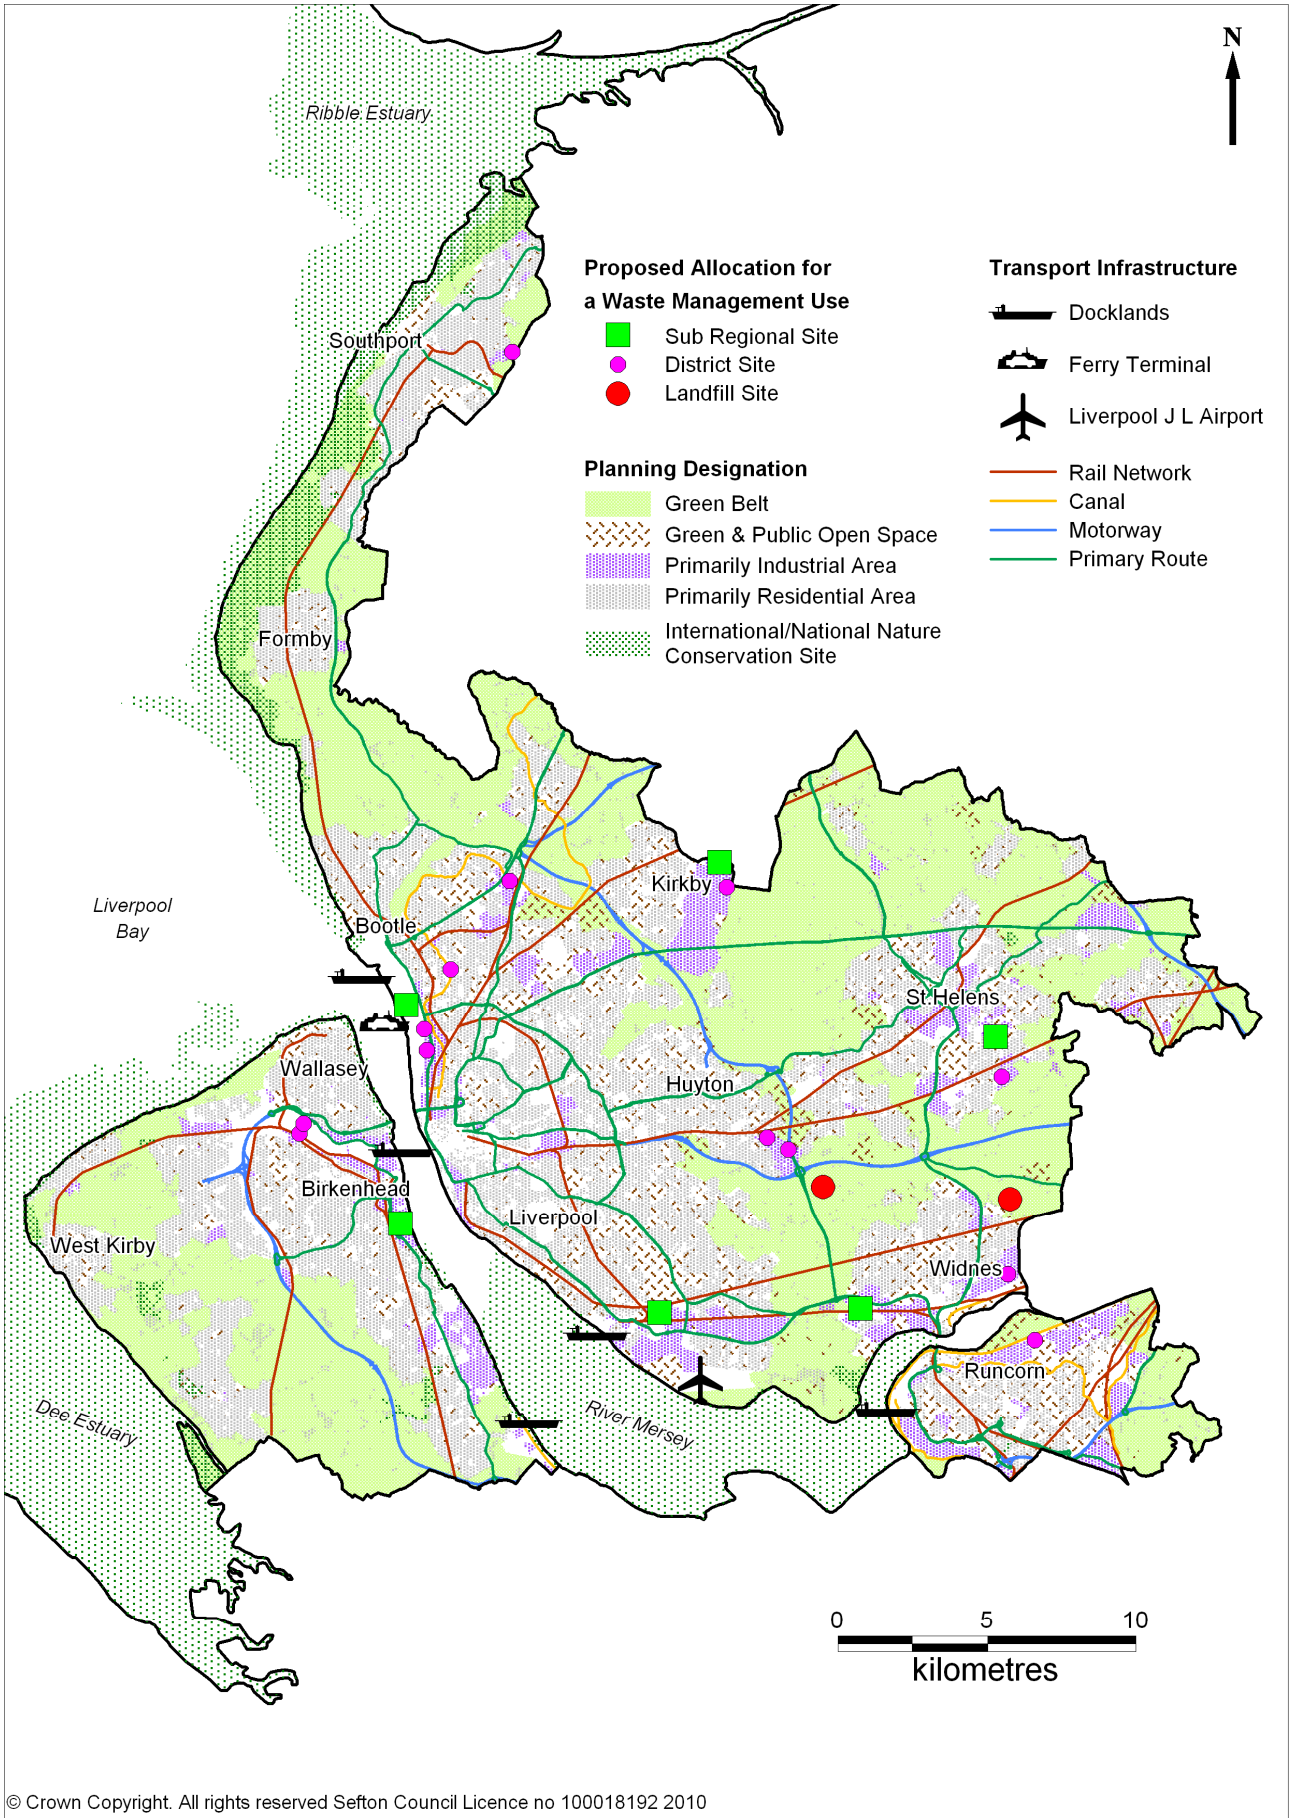 N
Ribble Estuary
Proposed Allocation for
a Waste Management Use
Sub Regional Site
District Site
Landfill Site
Planning Designation
Green Belt
Green & Public Open Space
Primarily Industrial Area
Primarily Residential Area
International/National Nature
Conservation Site
Transport Infrastructure
Docklands
Ferry Terminal
Liverpool J L Airport
Rail Network
Canal
Motorway
Primary Route
Southport
Formby
Kirkby
Liverpool
Bay
Bootle
St Helens
Wallasey
Huyton
Birkenhead
Liverpool
West Kirby
Widnes
Runcorn
Dee Estuary
River Mersey
0 5 10
kilometres
© Crown Copyright. All rights reserved Sefton Council Licence no 100018192 2010